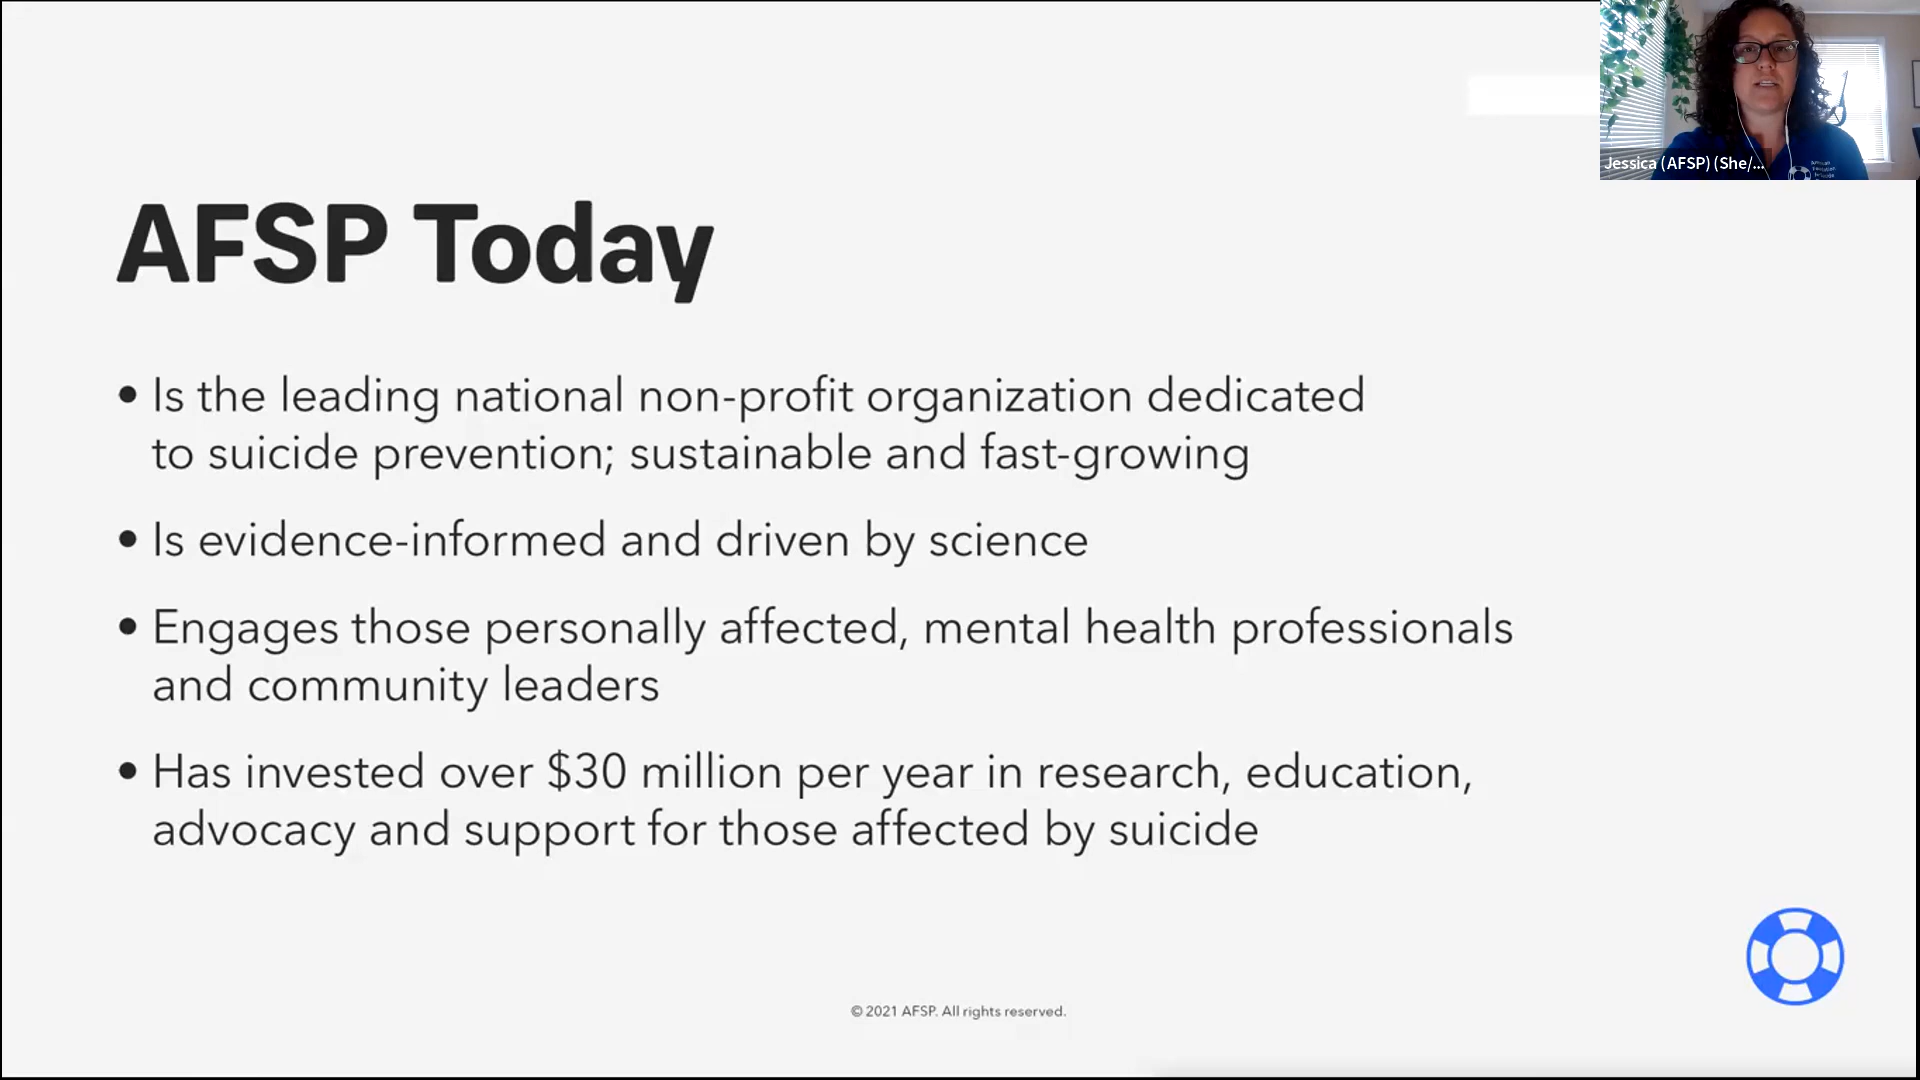 Jessica (AFSP) (She/...
AFSP Today
• Is the leading national non-profit organization dedicated
to suicide prevention; sustainable and fast-growing
• Is evidence-informed and driven by science
• Engages those personally affected, mental health professionals
and community leaders
• Has invested over $30 million per year in research, education,
advocacy and support for those affected by suicide
© 2021 AFSP. All rights reserved.